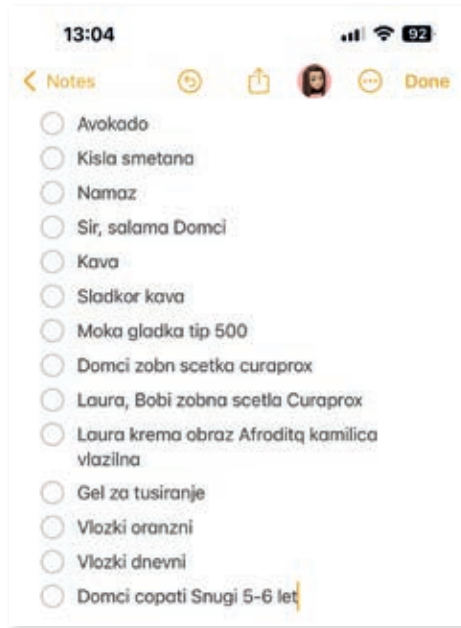 13:04
92
Notes
Done
Avokado
Kisla smetana
Namaz
Sir, salama Domci
Kava
Sladkor kava
Moka gladka tip 500
Domci zobn scetka curaprox
Laura, Bobi zobna scetla Curaprox
Laura krema obraz Afroditq kamilica
vlazilna
Gel za tusiranje
Vlozki oranzni
Vlozki dnevni
Domci copati Snugi 5-6 let